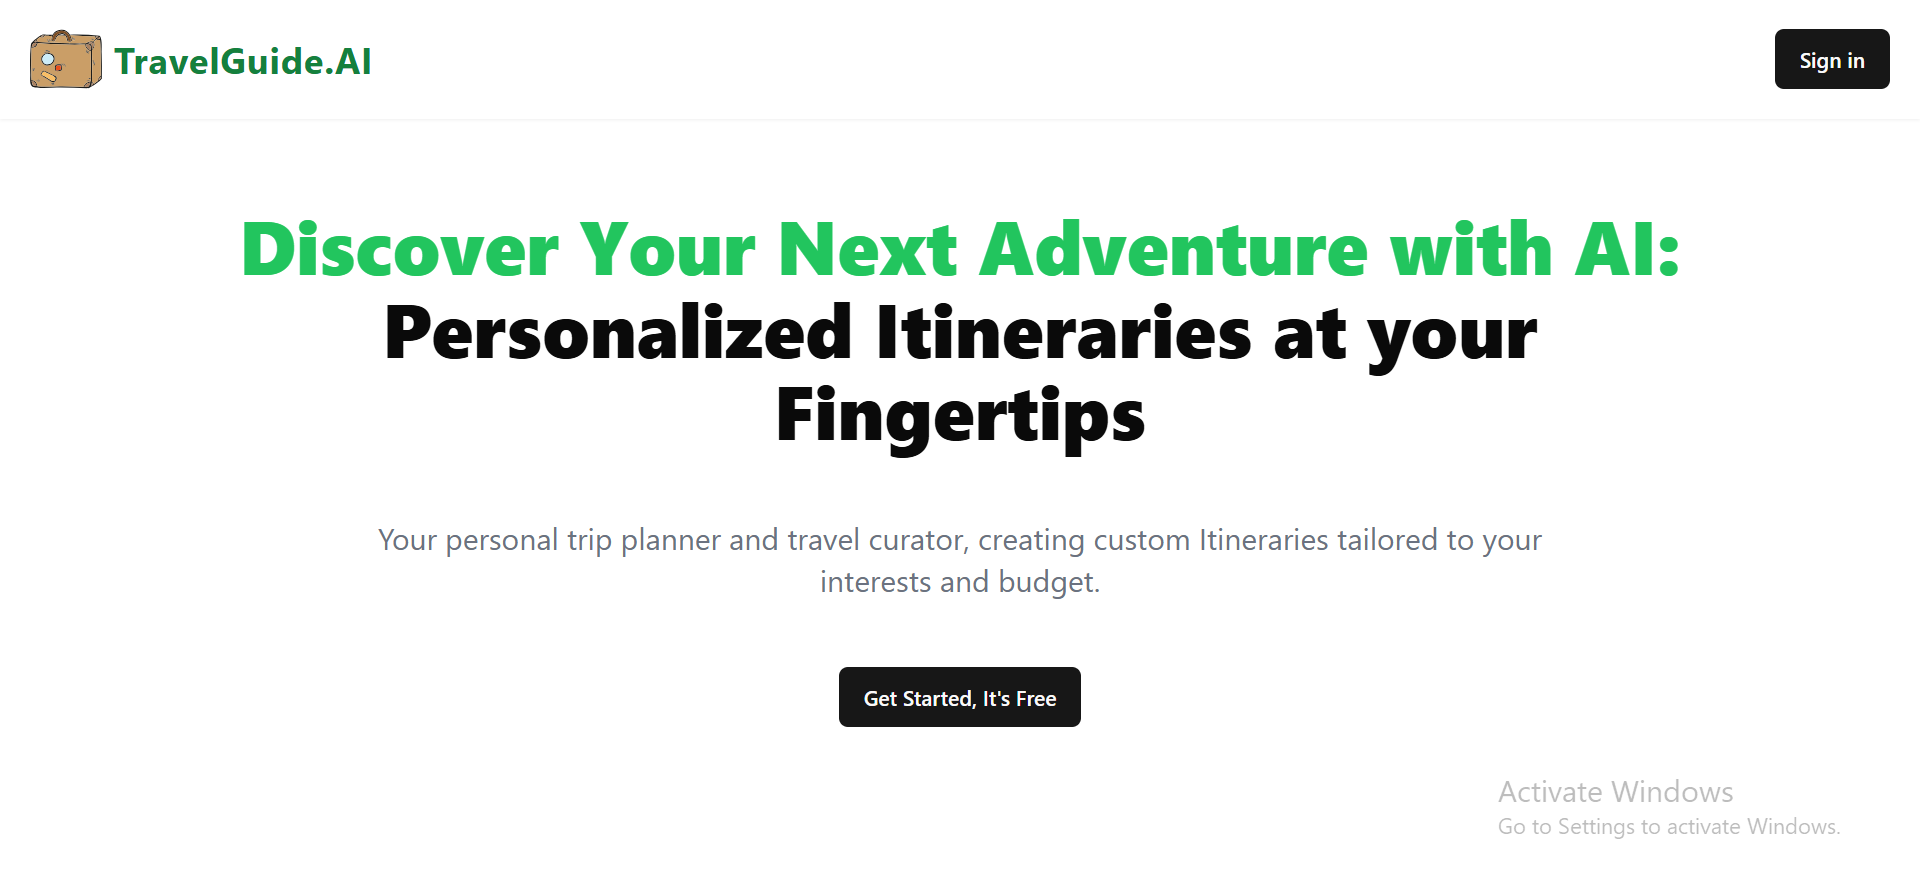 TravelGuide.AI
Sign in
Discover Your Next Adventure with AI:
Personalized Itineraries at your
Fingertips
Your personal trip planner and travel curator, creating custom Itineraries tailored to your
interests and budget.
Get Started, It's Free
Activate Windows
Go to Settings to activate Windows.